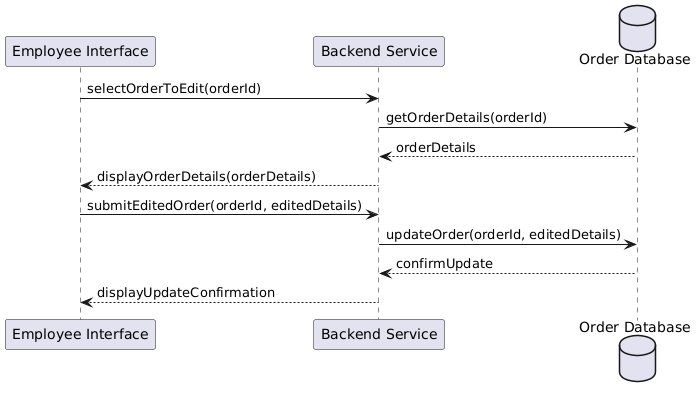 Employee Interface
Backend Service
Order Database
selectOrderToEdit(orderId)
getOrderDetails(orderId)
orderDetails
displayOrderDetails(orderDetails)
submitEditedOrder(orderId, editedDetails)
updateOrder(orderId, editedDetails)
confirmUpdate
displayUpdateConfirmation
Employee Interface
Backend Service
Order Database